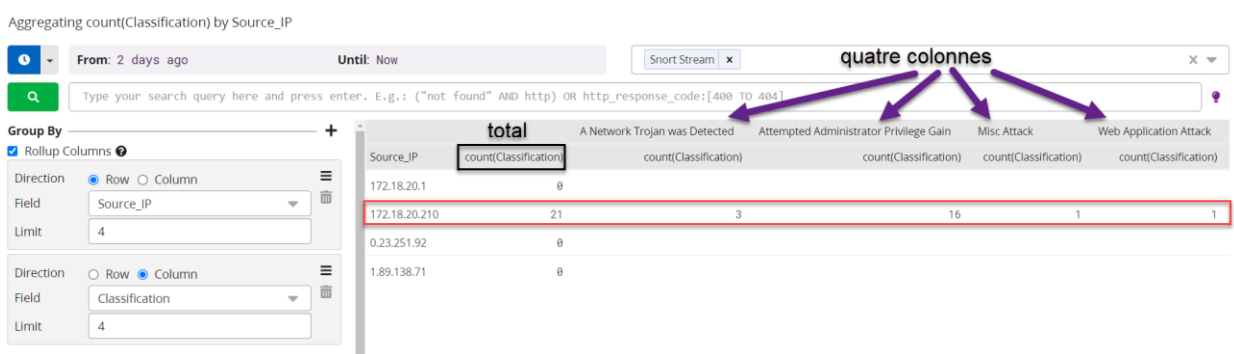 Aggregating count(Classification) by Source_IP
From: 2 days ago Until: Now
Snort Stream x
quatre colonnes
Type your search query here and press enter. E.g.: ("not found" AND http) OR http_response_code:[400 TO 404]
Group By
Rollup Columns
Direction Row Column
Field Source_IP
Limit 4
Direction Row Column
Field Classification
Limit 4
total A Network Trojan was Detected Attempted Administrator Privilege Gain Misc Attack Web Application Attack
Source_IP count(Classification) count(Classification) count(Classification) count(Classification) count(Classification)
172.18.20.1 0
172.18.20.210 21 3 16 1 1
0.23.251.92 0
1.89.138.71 0